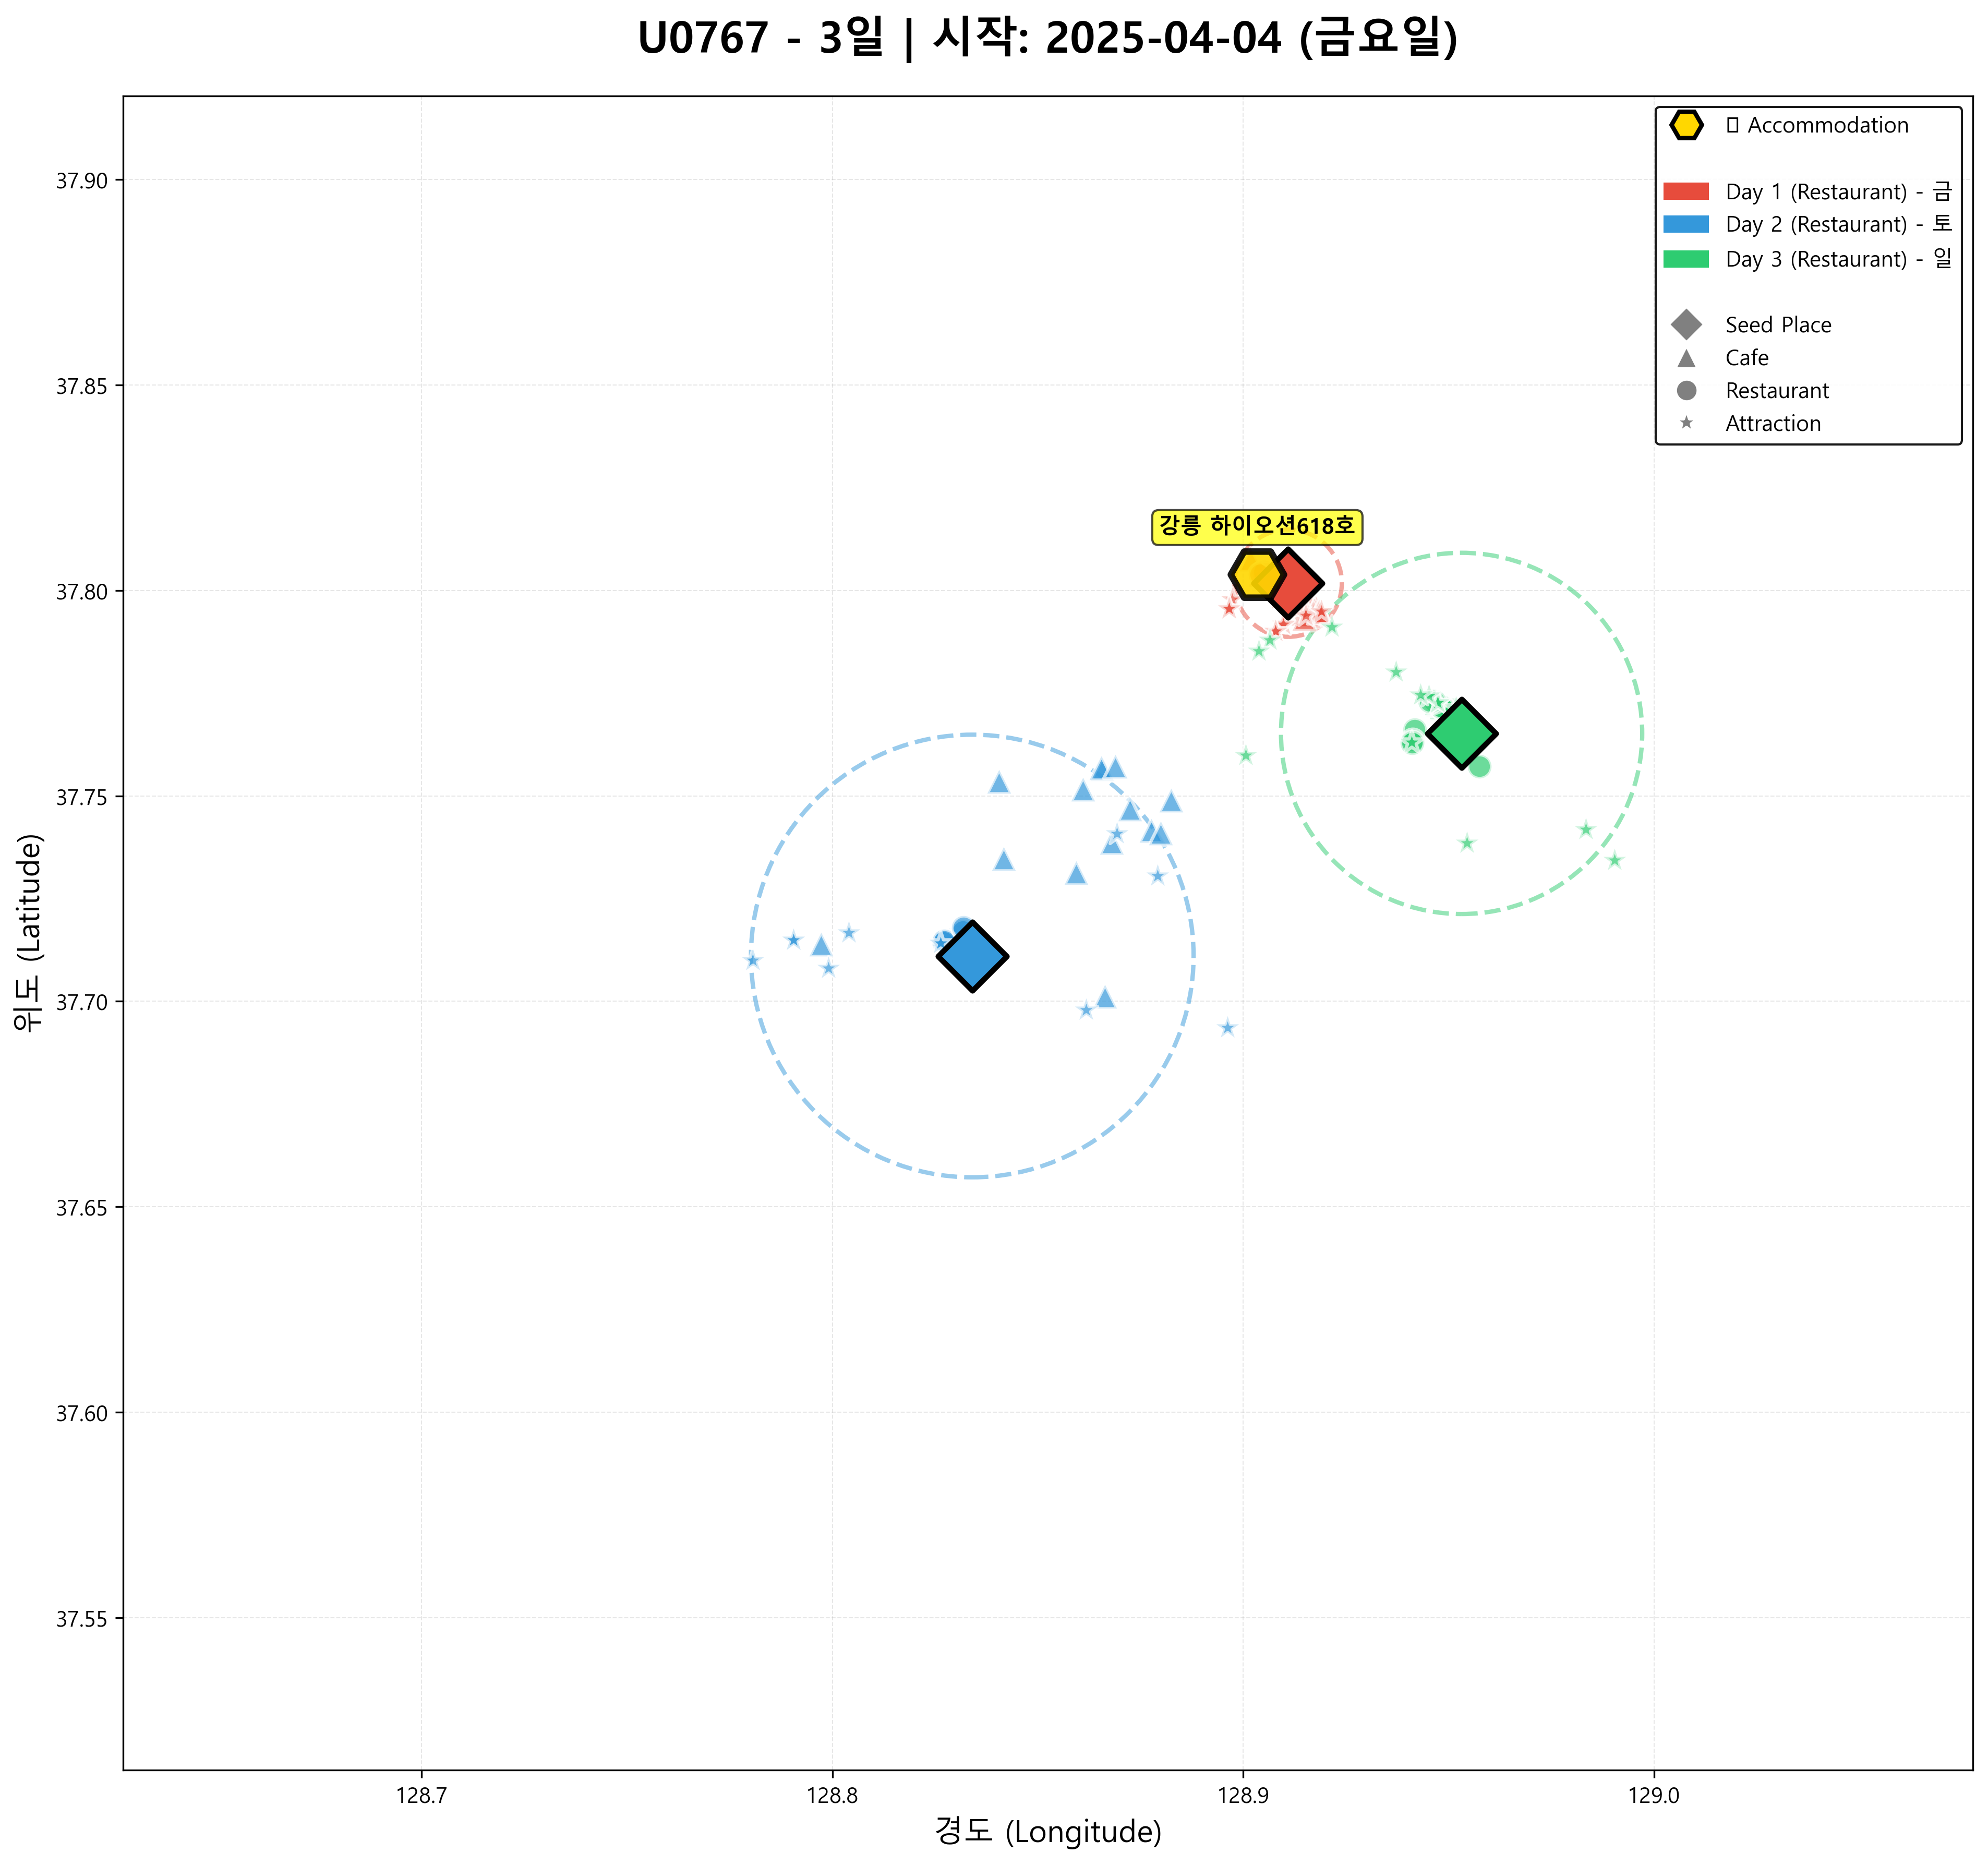 U0767 - 3일 | 시작: 2025-04-04 (금요일)
Accommodation
Day 1 (Restaurant) - 금
Day 2 (Restaurant) - 토
Day 3 (Restaurant) - 일
Seed Place
Cafe
Restaurant
Attraction
강릉 하이오션618호
위도 (Latitude)
37.90
37.85
37.80
37.75
37.70
37.65
37.60
37.55
128.7
128.8
128.9
129.0
경도 (Longitude)